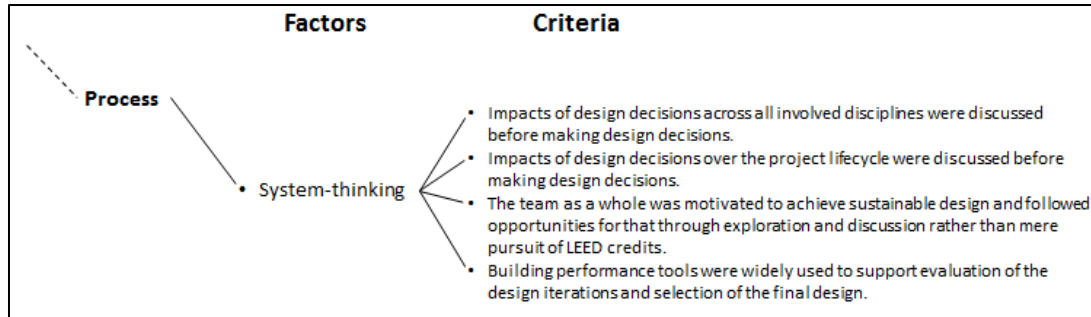 Factors Criteria
Process
• Impacts of design decisions across all involved disciplines were discussed
before making design decisions.
• Impacts of design decisions over the project lifecycle were discussed before
making design decisions.
• System-thinking
• The team as a whole was motivated to achieve sustainable design and followed
opportunities for that through exploration and discussion rather than mere
pursuit of LEED credits.
• Building performance tools were widely used to support evaluation of the
design iterations and selection of the final design.